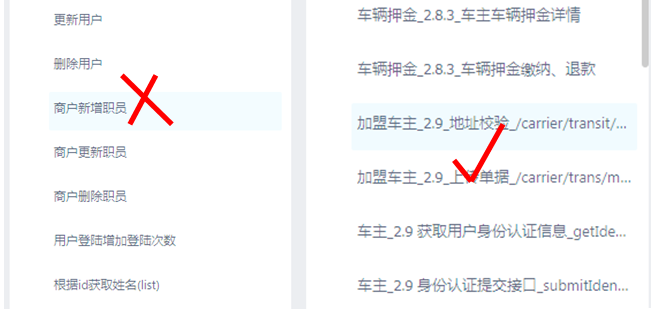 更新用户
删除用户
商户新增职员
商户更新职员
商户删除职员
用户登陆增加登陆次数
根据id获取姓名(list)
车辆押金_2.8.3_车主车辆押金详情
车辆押金_2.8.3_车辆押金缴纳、退款
加盟车主_2.9_地址校验_/carrier/transit/...
加盟车主_2.9_上传单据_/carrier/trans/m...
车主_2.9 获取用户身份认证信息_getIde...
车主_2.9 身份认证提交接口_submitIden...